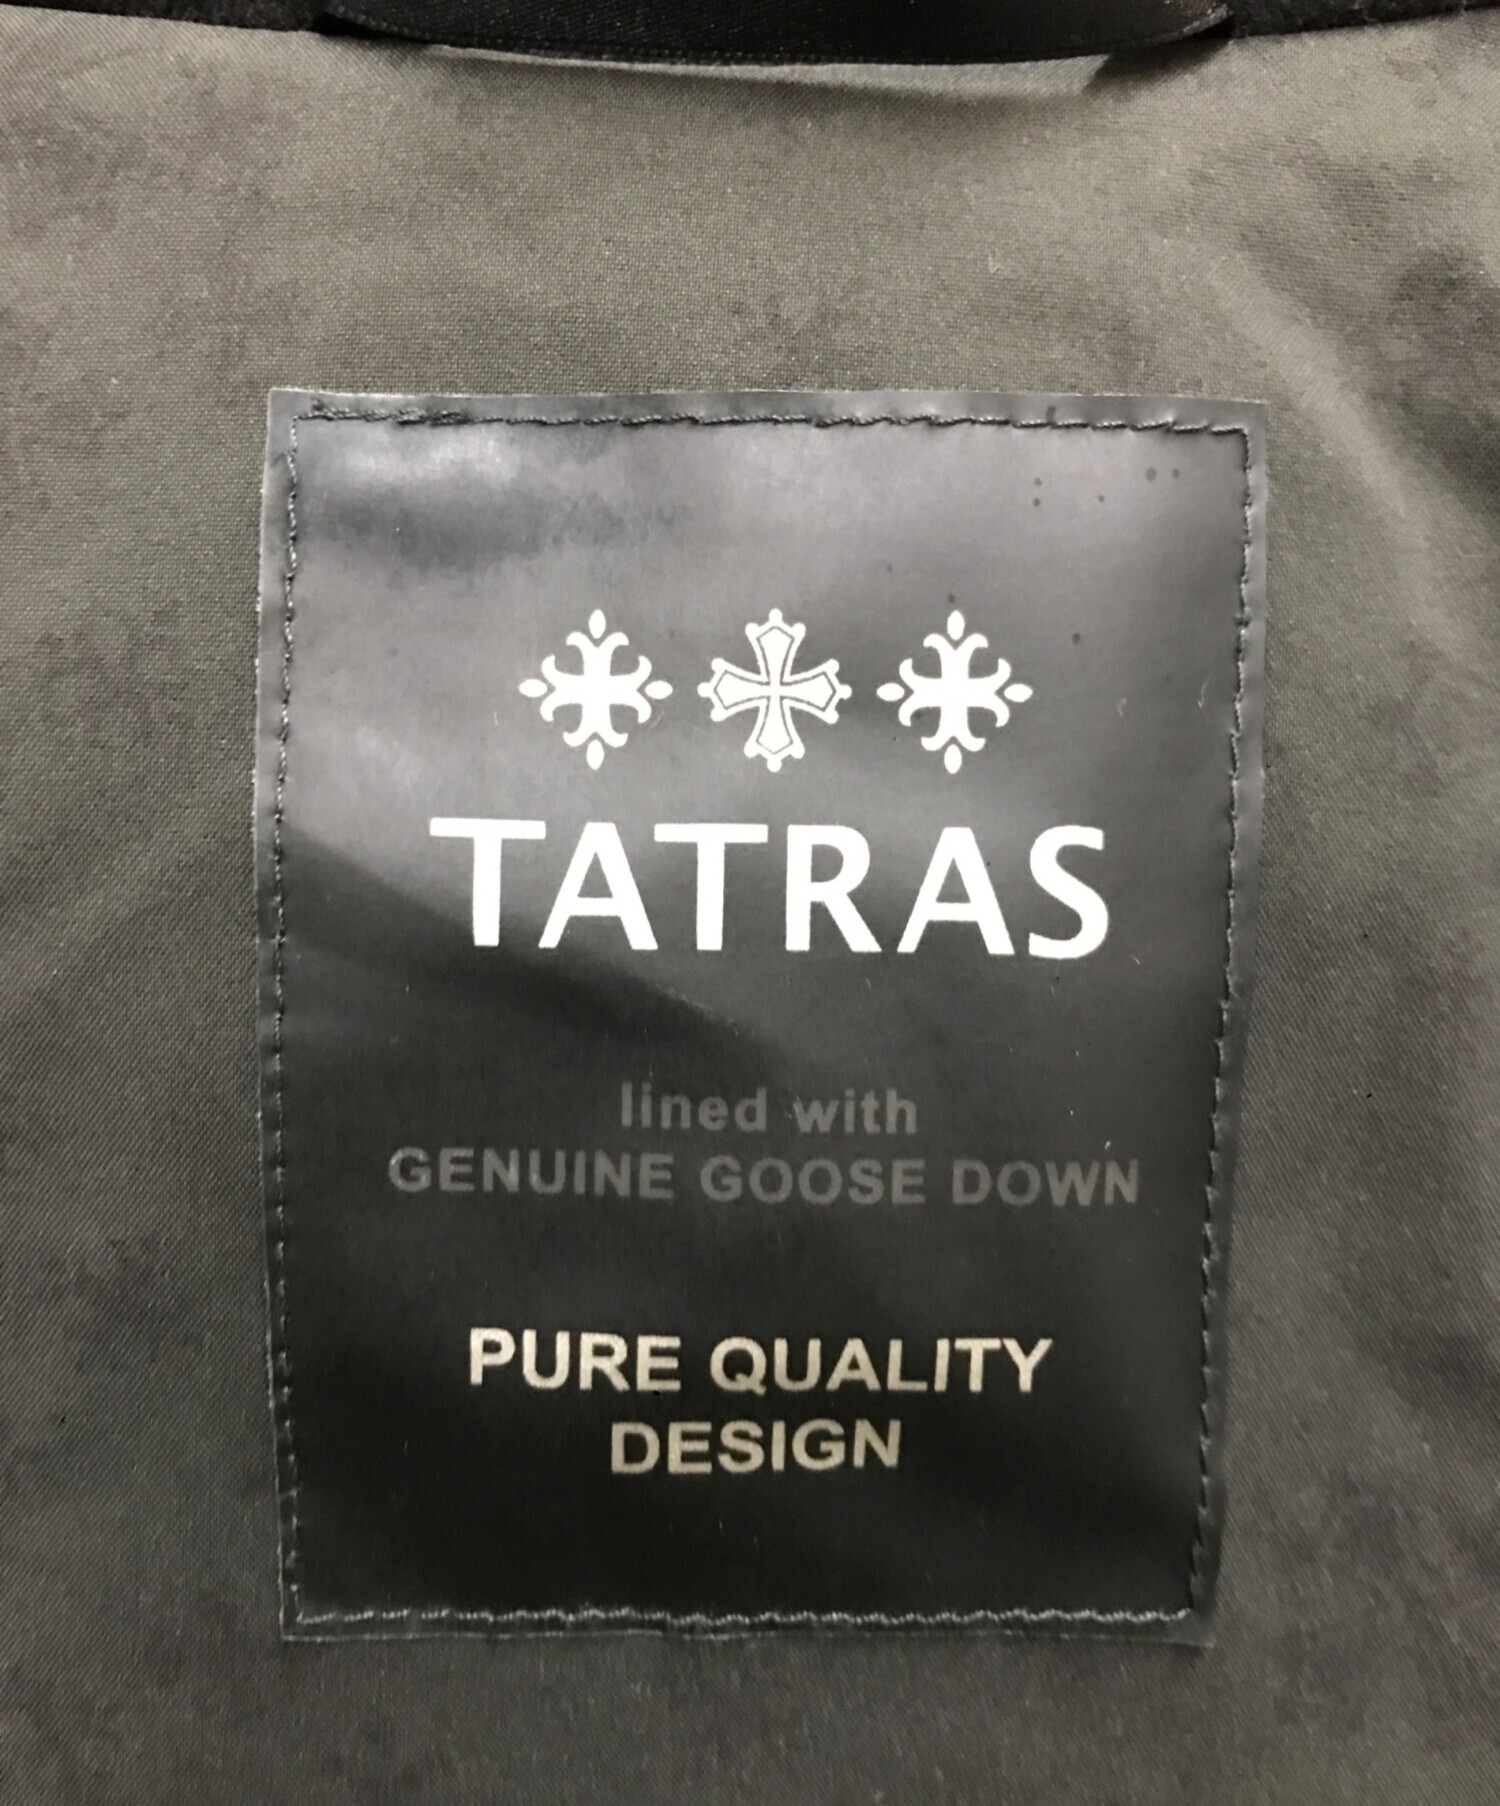 TATRAS
lined with
GENUINE GOOSE DOWN
PURE QUALITY
DESIGN